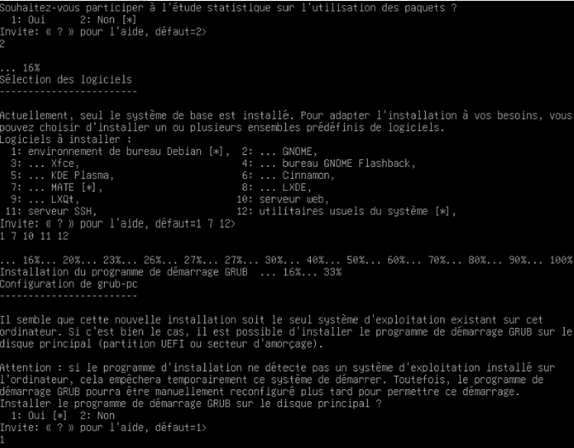 Souhaitez-vous participer à l'étude statistique sur l'utilisation des paquets ?
1: Oui 2: Non [*]
Invite: « ? » pour l'aide, défaut=2>
2
... 16%
Sélection des logiciels
-----------------------
Actuellement, seul le système de base est installé. Pour adapter l'installation à vos besoins, vous
pouvez choisir d'installer un ou plusieurs ensembles prédéfinis de logiciels.
Logiciels à installer :
1: environnement de bureau Debian [*], 2: ... GNOME,
3: ... Xfce, 4: ... bureau GNOME Flashback,
5: ... KDE Plasma, 6: ... Cinnamon,
7: ... MATE [*], 8: ... LXDE,
9: ... LXQt, 10: serveur web,
11: serveur SSH, 12: utilitaires usuels du système [*],
Invite: « ? » pour l'aide, défaut=1 7 12>
1 7 10 11 12
... 16%... 20%... 23%... 26%... 27%... 27%... 30%... 40%... 50%... 60%... 70%... 80%... 90%... 100%
Installation du programme de démarrage GRUB ... 16%... 33%
Configuration de grub-pc
-----------------------
Il semble que cette nouvelle installation soit le seul système d'exploitation existant sur cet
ordinateur. Si c'est bien le cas, il est possible d'installer le programme de démarrage GRUB sur le
disque principal (partition UEFI ou secteur d'amorçage).
Attention : si le programme d'installation ne détecte pas un système d'exploitation installé sur
l'ordinateur, cela empêchera temporairement ce système de démarrer. Toutefois, le programme de
démarrage GRUB pourra être manuellement reconfiguré plus tard pour permettre ce démarrage.
Installer le programme de démarrage GRUB sur le disque principal ?
1: Oui [*] 2: Non
Invite: « ? » pour l'aide, défaut=1>
1